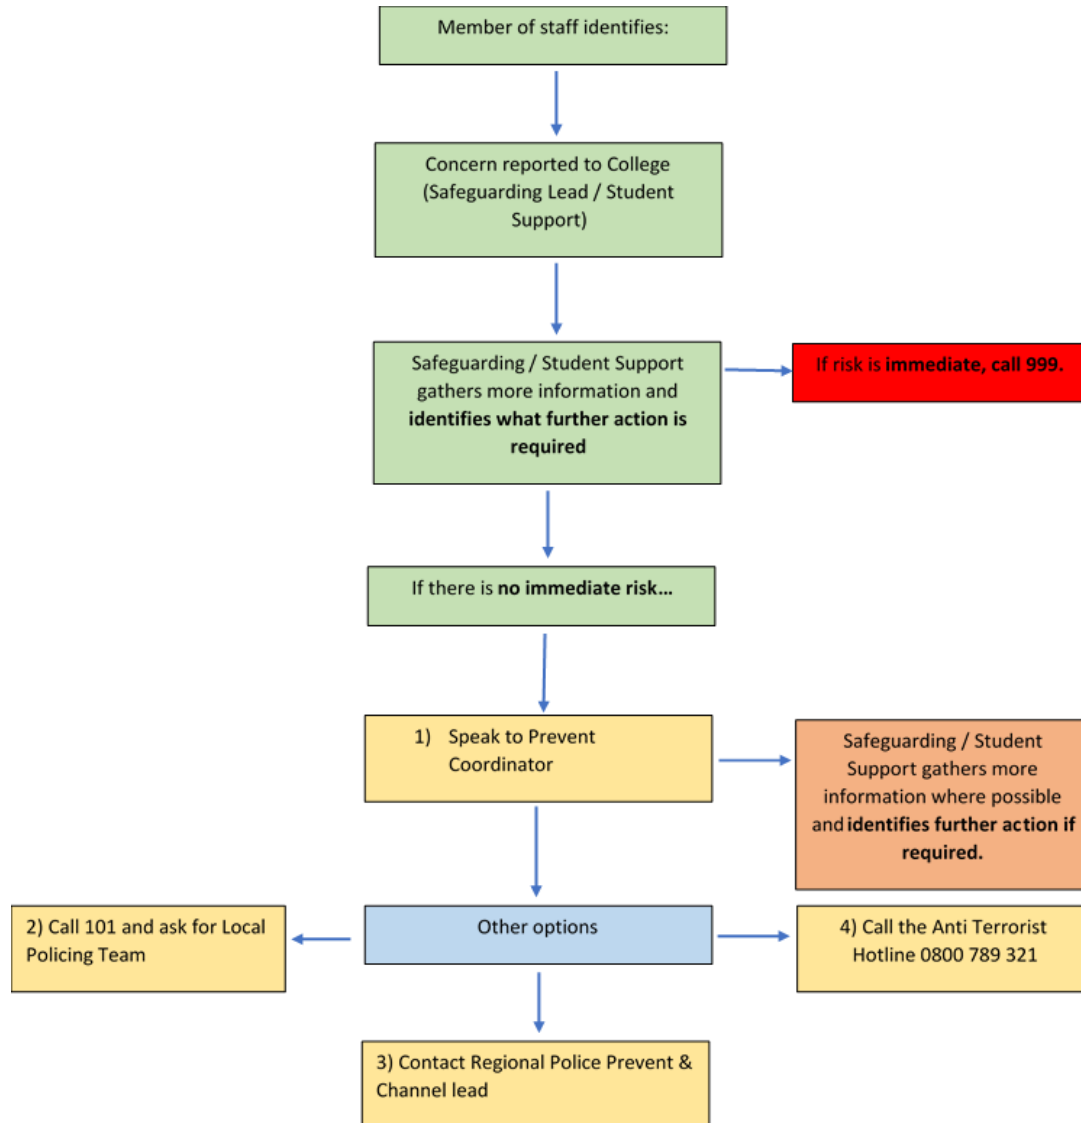 Member of staff identifies:
Concern reported to College
(Safeguarding Lead / Student
Support)
Safeguarding / Student Support
gathers more information and
identifies what further action is
required
If risk is immediate, call 999.
If there is no immediate risk…
1) Speak to Prevent
Coordinator
Safeguarding / Student
Support gathers more
information where possible
and identifies further action if
required.
2) Call 101 and ask for Local
Policing Team
Other options
4) Call the Anti Terrorist
Hotline 0800 789 321
3) Contact Regional Police Prevent &
Channel lead